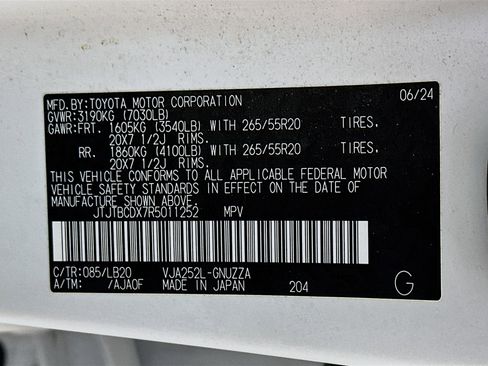 MFD.BY: TOYOTA MOTOR CORPORATION 06/24
GVWR: 3190KG (7030LB)
GAWR: FRT. 1605KG (3540LB) WITH 265/55R20 TIRES.
20X7 1/2J RIMS.
RR. 1860KG (4100LB) WITH 265/55R20 TIRES.
20X7 1/2J RIMS.
THIS VEHICLE CONFORMS TO ALL APPLICABLE FEDERAL MOTOR
VEHICLE SAFETY STANDARDS IN EFFECT ON THE DATE OF
MANUFACTURE SHOWN ABOVE.
JTJTBCDX7R5011252 MPV
C/TR: 085/LB20 VJA252L-GNUZZA
A/TM: /AJA0F MADE IN JAPAN 204 G